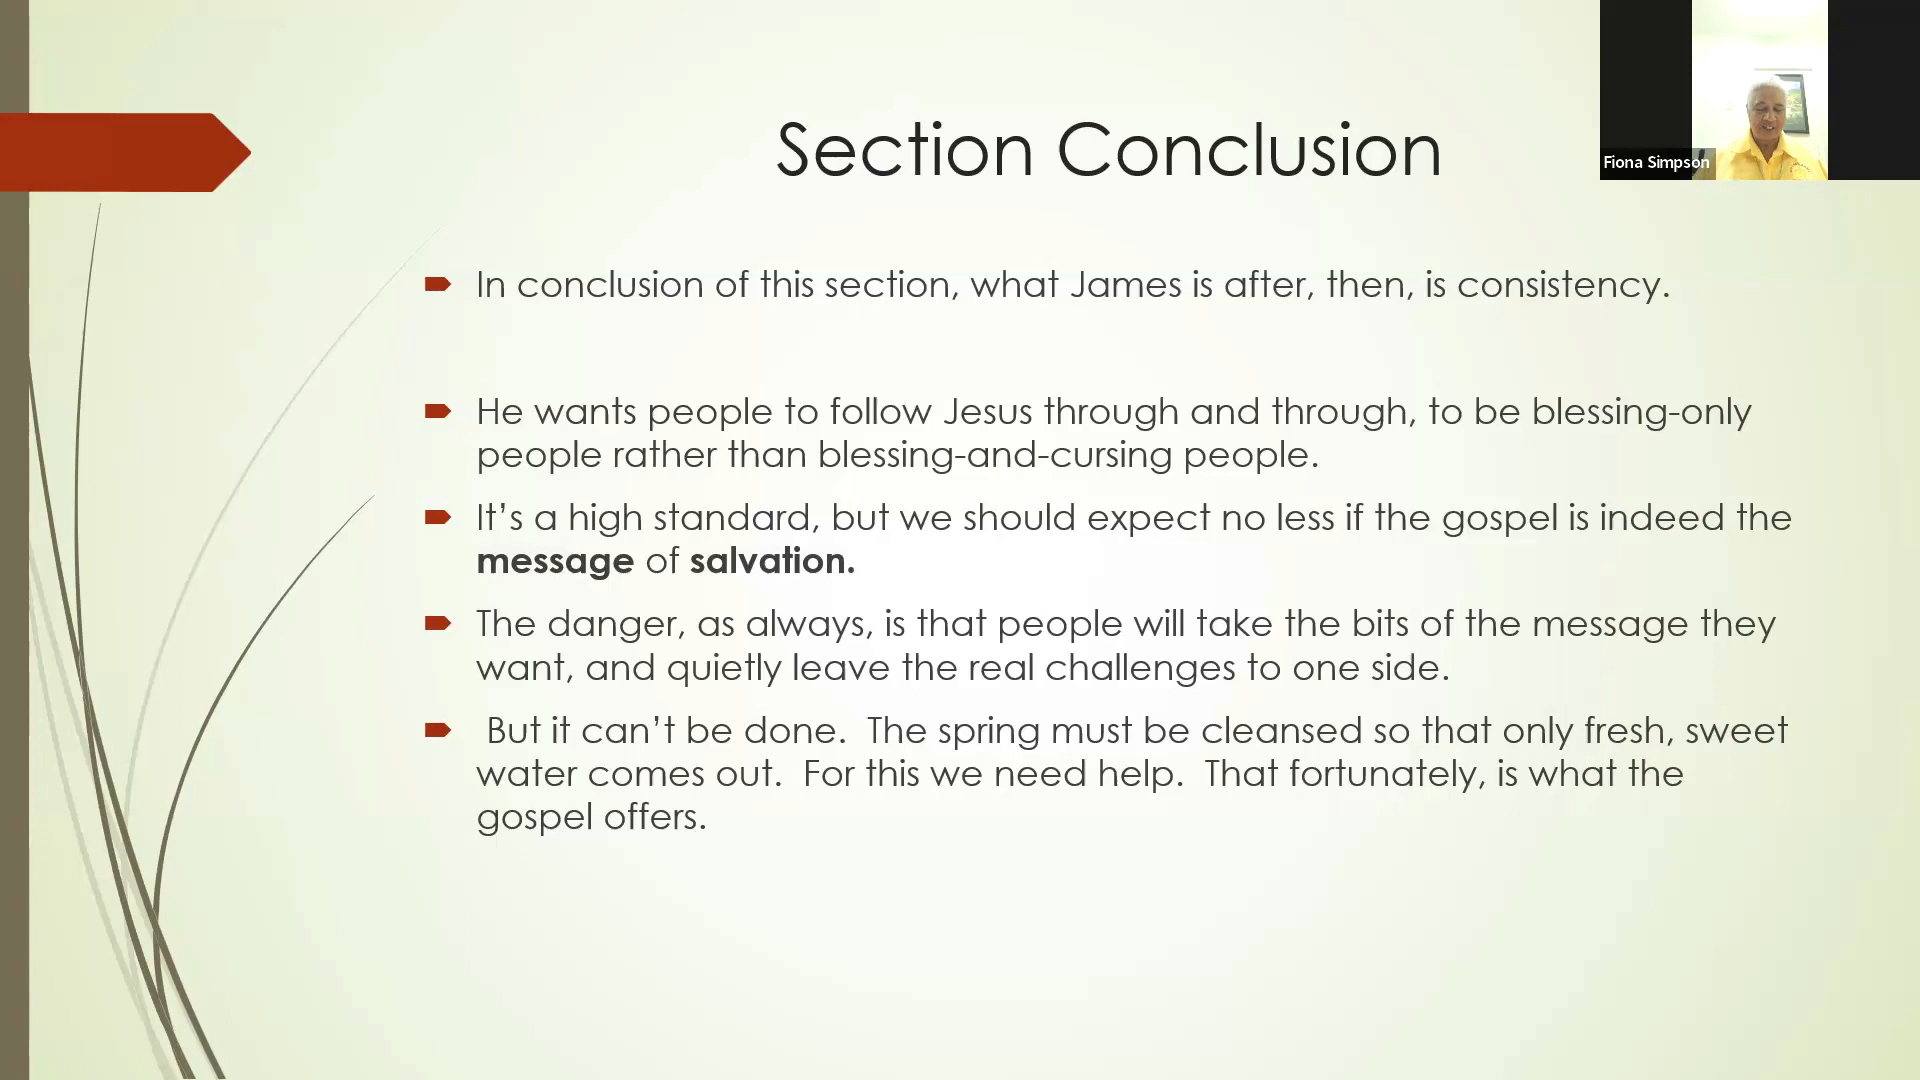 Section Conclusion
Fiona Simpson
In conclusion of this section, what James is after, then, is consistency.
He wants people to follow Jesus through and through, to be blessing-only
people rather than blessing-and-cursing people.
It’s a high standard, but we should expect no less if the gospel is indeed the
message of salvation.
The danger, as always, is that people will take the bits of the message they
want, and quietly leave the real challenges to one side.
But it can’t be done.  The spring must be cleansed so that only fresh, sweet
water comes out.  For this we need help.  That fortunately, is what the
gospel offers.